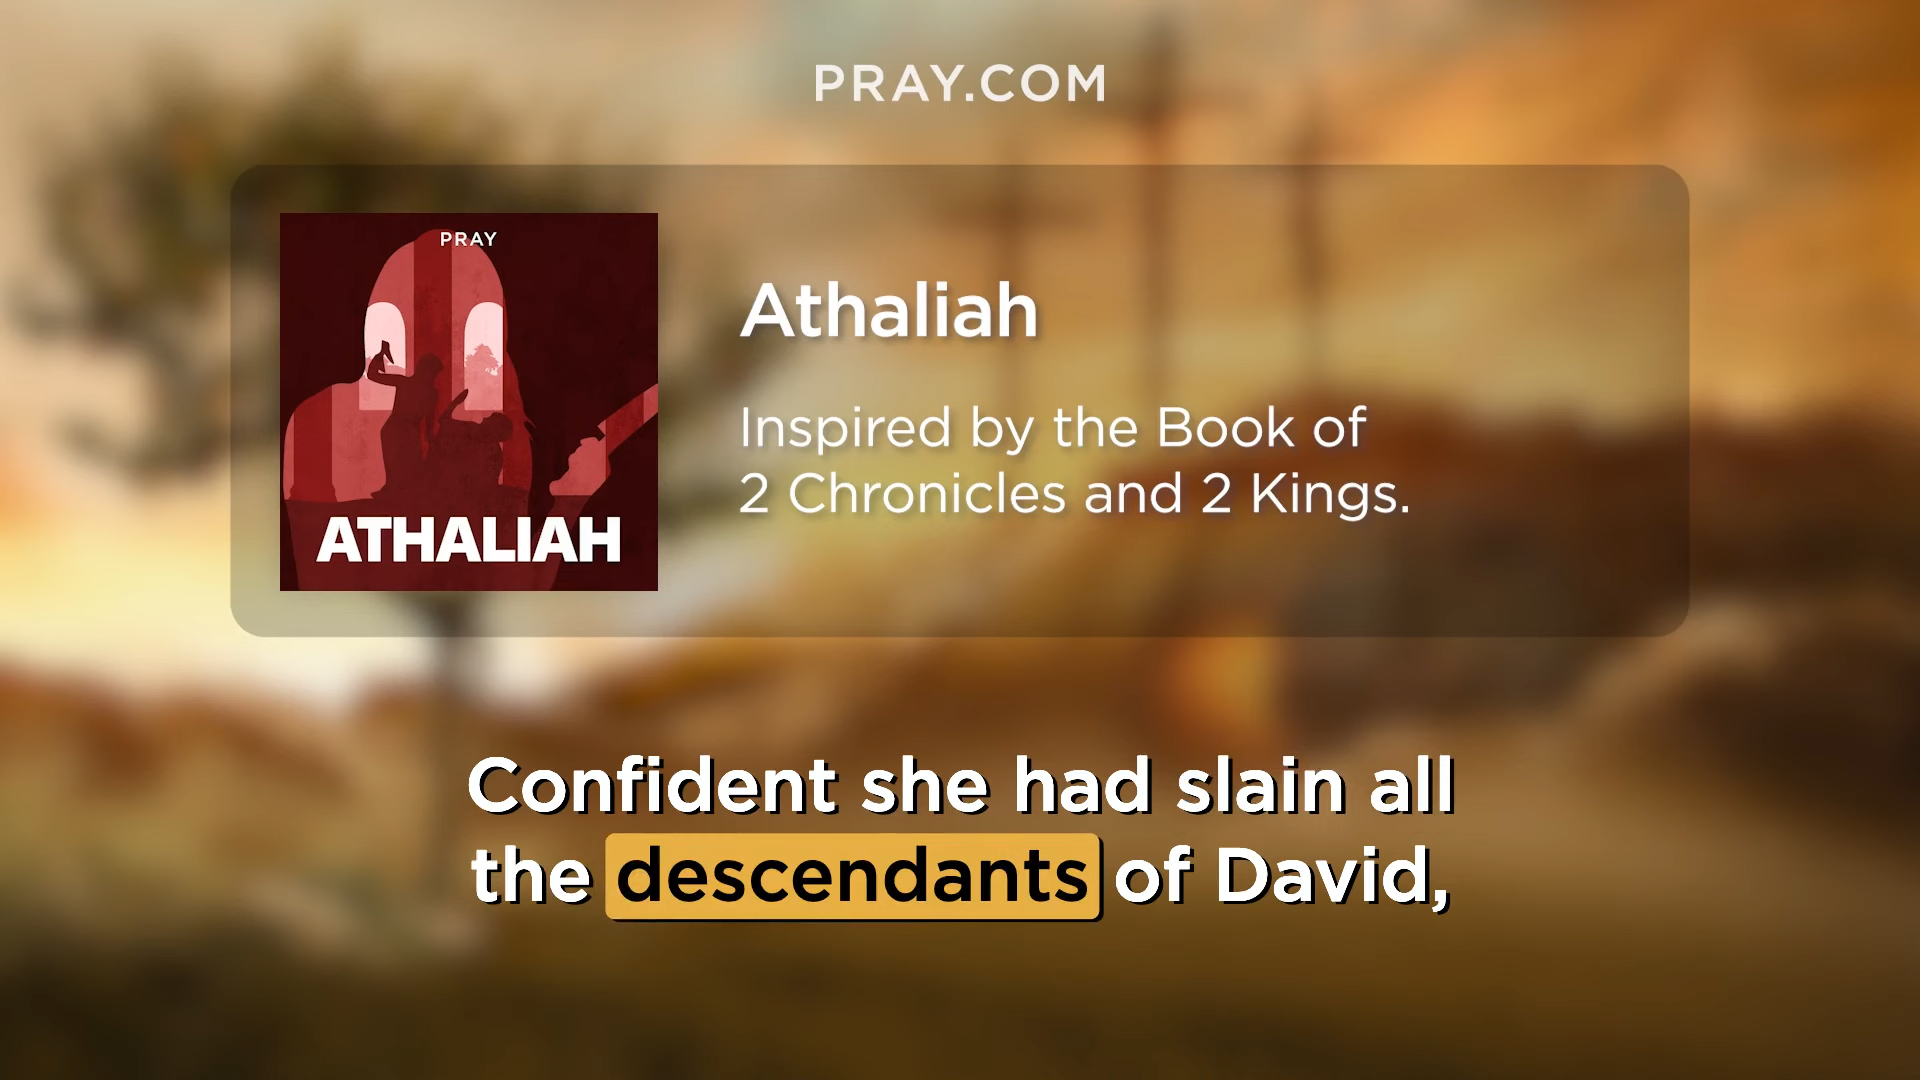 PRAY.COM
PRAY
ATHALIAH
Athaliah
Inspired by the Book of
2 Chronicles and 2 Kings.
Confident she had slain all
the descendants of David,